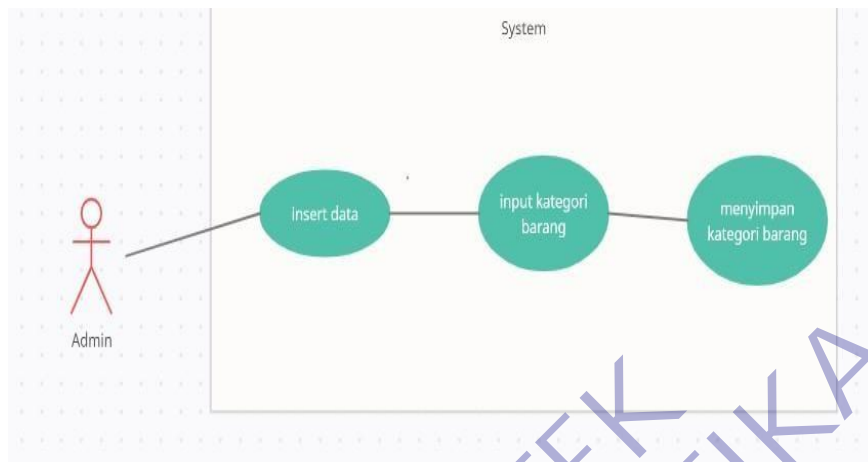 System
insert data
input kategori
barang
menyimpan
kategori barang
Admin